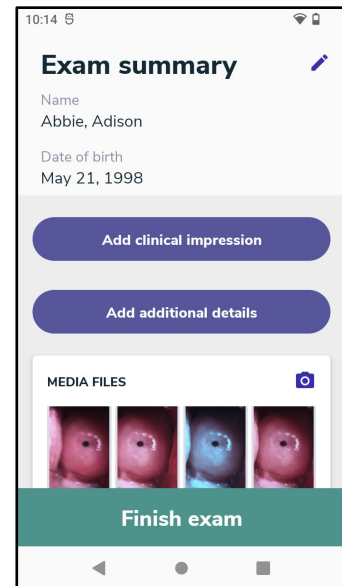 10:14
Exam summary
Name
Abbie, Adison
Date of birth
May 21, 1998
Add clinical impression
Add additional details
MEDIA FILES
Finish exam